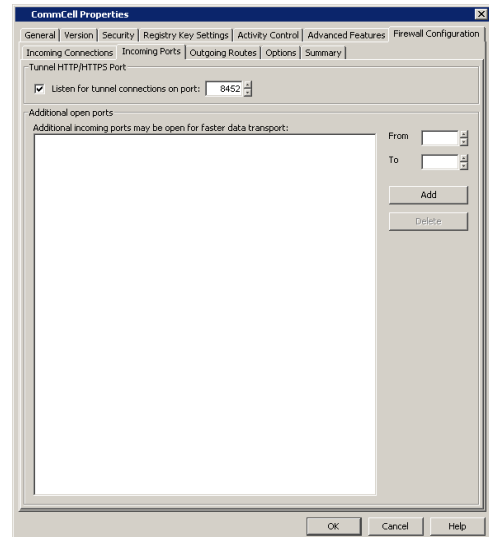 CommCell Properties
General Version Security Registry Key Settings Activity Control Advanced Features Firewall Configuration
Incoming Connections Incoming Ports Outgoing Routes Options Summary
Tunnel HTTP/HTTPS Port
Listen for tunnel connections on port: 8452
Additional open ports
Additional incoming ports may be open for faster data transport:
From
To
Add
Delete
OK Cancel Help